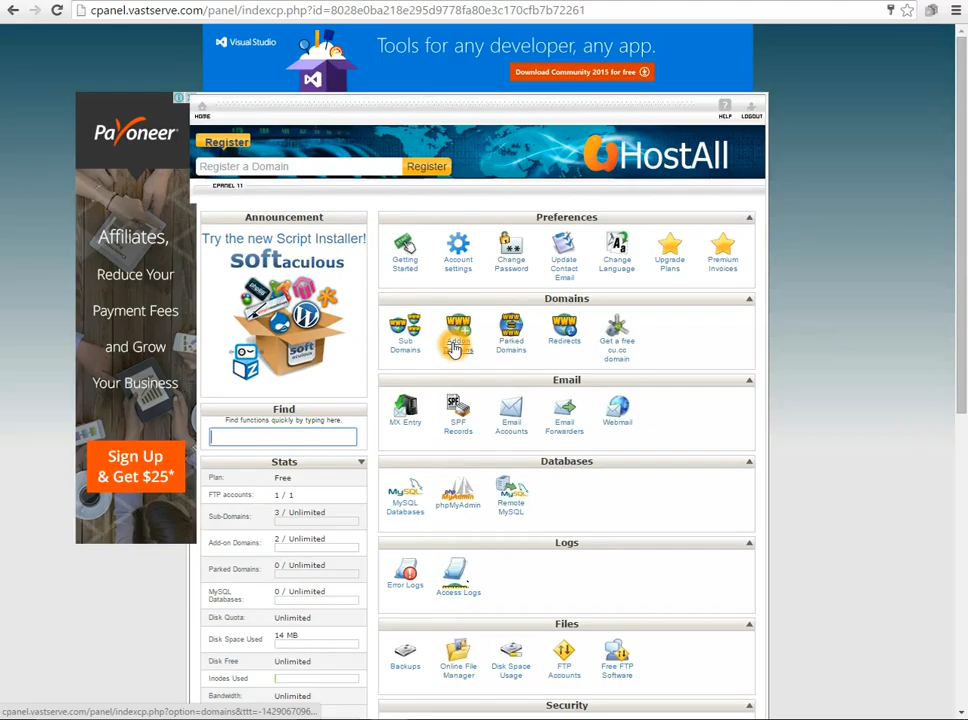 cpanel.vastserve.com/panel/indexcp.php?id=8028e0ba218e295d9778fa80e3c170cfb7b72261
Visual Studio
Tools for any developer, any app.
Download Community 2015 for free
HOME
HELP
LOGOUT
Payoneer
Affiliates,
Reduce Your
Payment Fees
and Grow
Your Business
Sign Up
& Get $25*
Register
Register a Domain
Register
HostAll
CPANEL 11
Announcement
Try the new Script Installer!
softaculous
Find
Find functions quickly by typing here.
Stats
Plan: Free
FTP accounts: 1 / 1
Sub-Domains: 3 / Unlimited
Add-on Domains: 2 / Unlimited
Parked Domains: 0 / Unlimited
MySQL
Databases: 0 / Unlimited
Disk Quota: Unlimited
Disk Space Used 14 MB
Disk Free Unlimited
Inodes Used
Bandwidth: Unlimited
Preferences
Getting
Started
Account
settings
Change
Password
Update
Contact
Email
Change
Language
Upgrade
Plans
Premium
Invoices
Domains
Sub
Domains
Addon
Domains
Parked
Domains
Redirects
Get a free
cu.cc
domain
Email
MX Entry
SPF
Records
Email
Accounts
Email
Forwarders
Webmail
Databases
MySQL
Databases
phpMyAdmin
Remote
MySQL
Logs
Error Logs
Access Logs
Files
Backups
Online File
Manager
Disk Space
Usage
FTP
Accounts
Free FTP
Software
Security
cpanel.vastserve.com/panel/indexcp.php?option=domains&ttt=-1429067096...